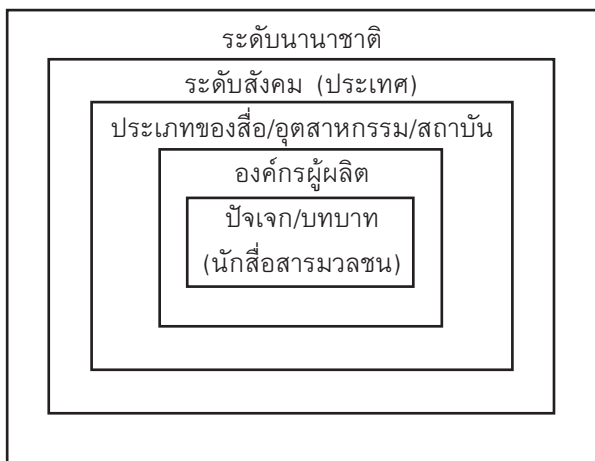 ระดับนานาชาติ
ระดับสังคม (ประเทศ)
ประเภทของสื่อ/อุตสาหกรรม/สถาบัน
องค์กรผู้ผลิต
ปัจเจก/บทบาท
(นักสื่อสารมวลชน)